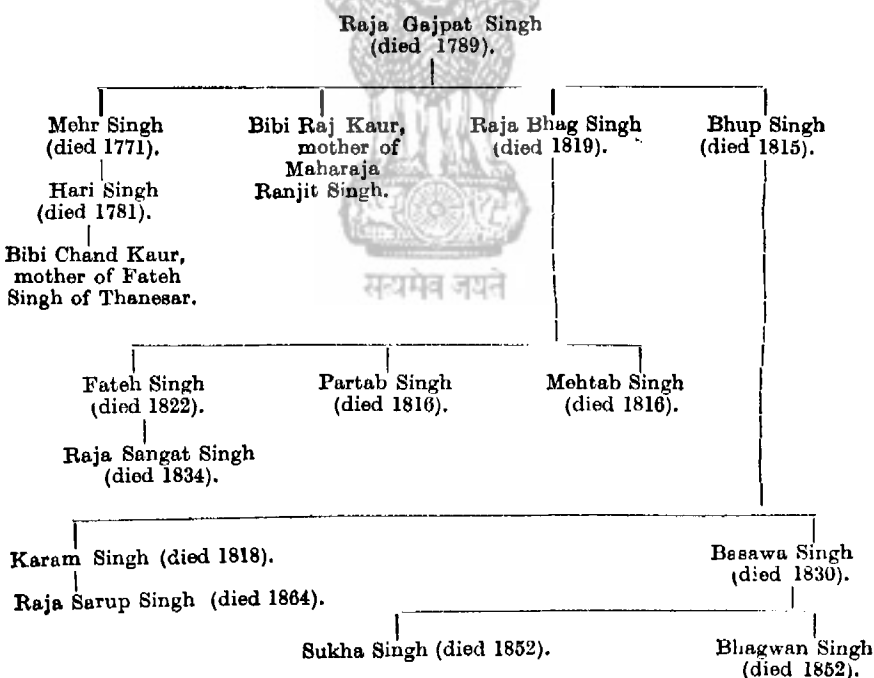 Raja Gajpat Singh
(died 1789).
Mehr Singh
(died 1771).
Bibi Raj Kaur,
mother of
Maharaja
Ranjit Singh.
Raja Bhag Singh
(died 1819).
Bhup Singh
(died 1815).
Hari Singh
(died 1781).
Bibi Chand Kaur,
mother of Fateh
Singh of Thanesar.
सत्यमेव जयते
Fateh Singh
(died 1822).
Partab Singh
(died 1816).
Mehtab Singh
(died 1816).
Raja Sangat Singh
(died 1834).
Karam Singh (died 1818).
Raja Sarup Singh (died 1864).
Basawa Singh
(died 1830).
Sukha Singh (died 1852).
Bhagwan Singh
(died 1852).